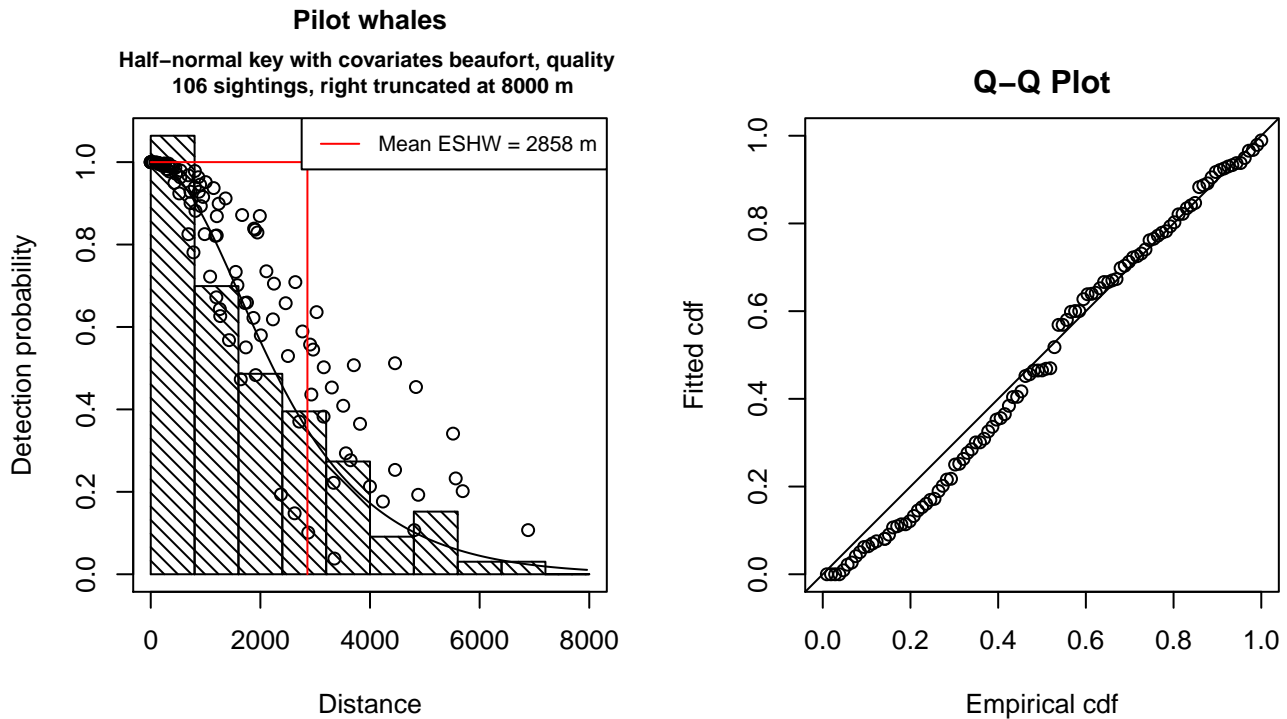 Pilot whales
Half−normal key with covariates beaufort, quality
106 sightings, right truncated at 8000 m
Mean ESHW = 2858 m
Detection probability
0.0 0.2 0.4 0.6 0.8 1.0
0 2000 4000 6000 8000
Distance
Q−Q Plot
Fitted cdf
0.0 0.2 0.4 0.6 0.8 1.0
0.0 0.2 0.4 0.6 0.8 1.0
Empirical cdf